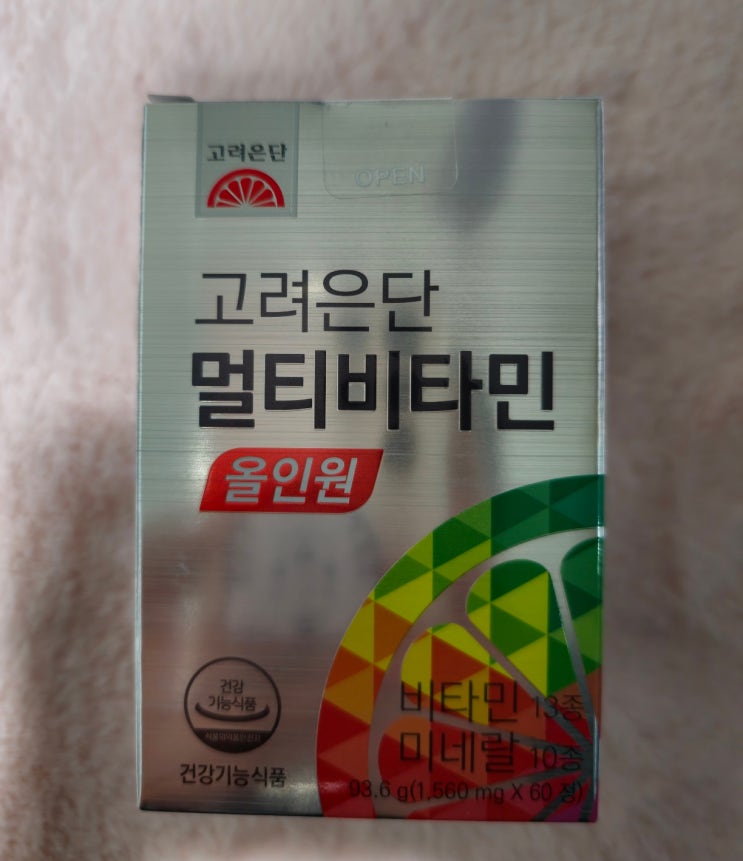 고려은단
OPEN
고려은단
멀티비타민
올인원
건강
기능식품
건강기능식품
비타민 13종
미네랄 10종
93.6 g(1,560 mg X 60 정)